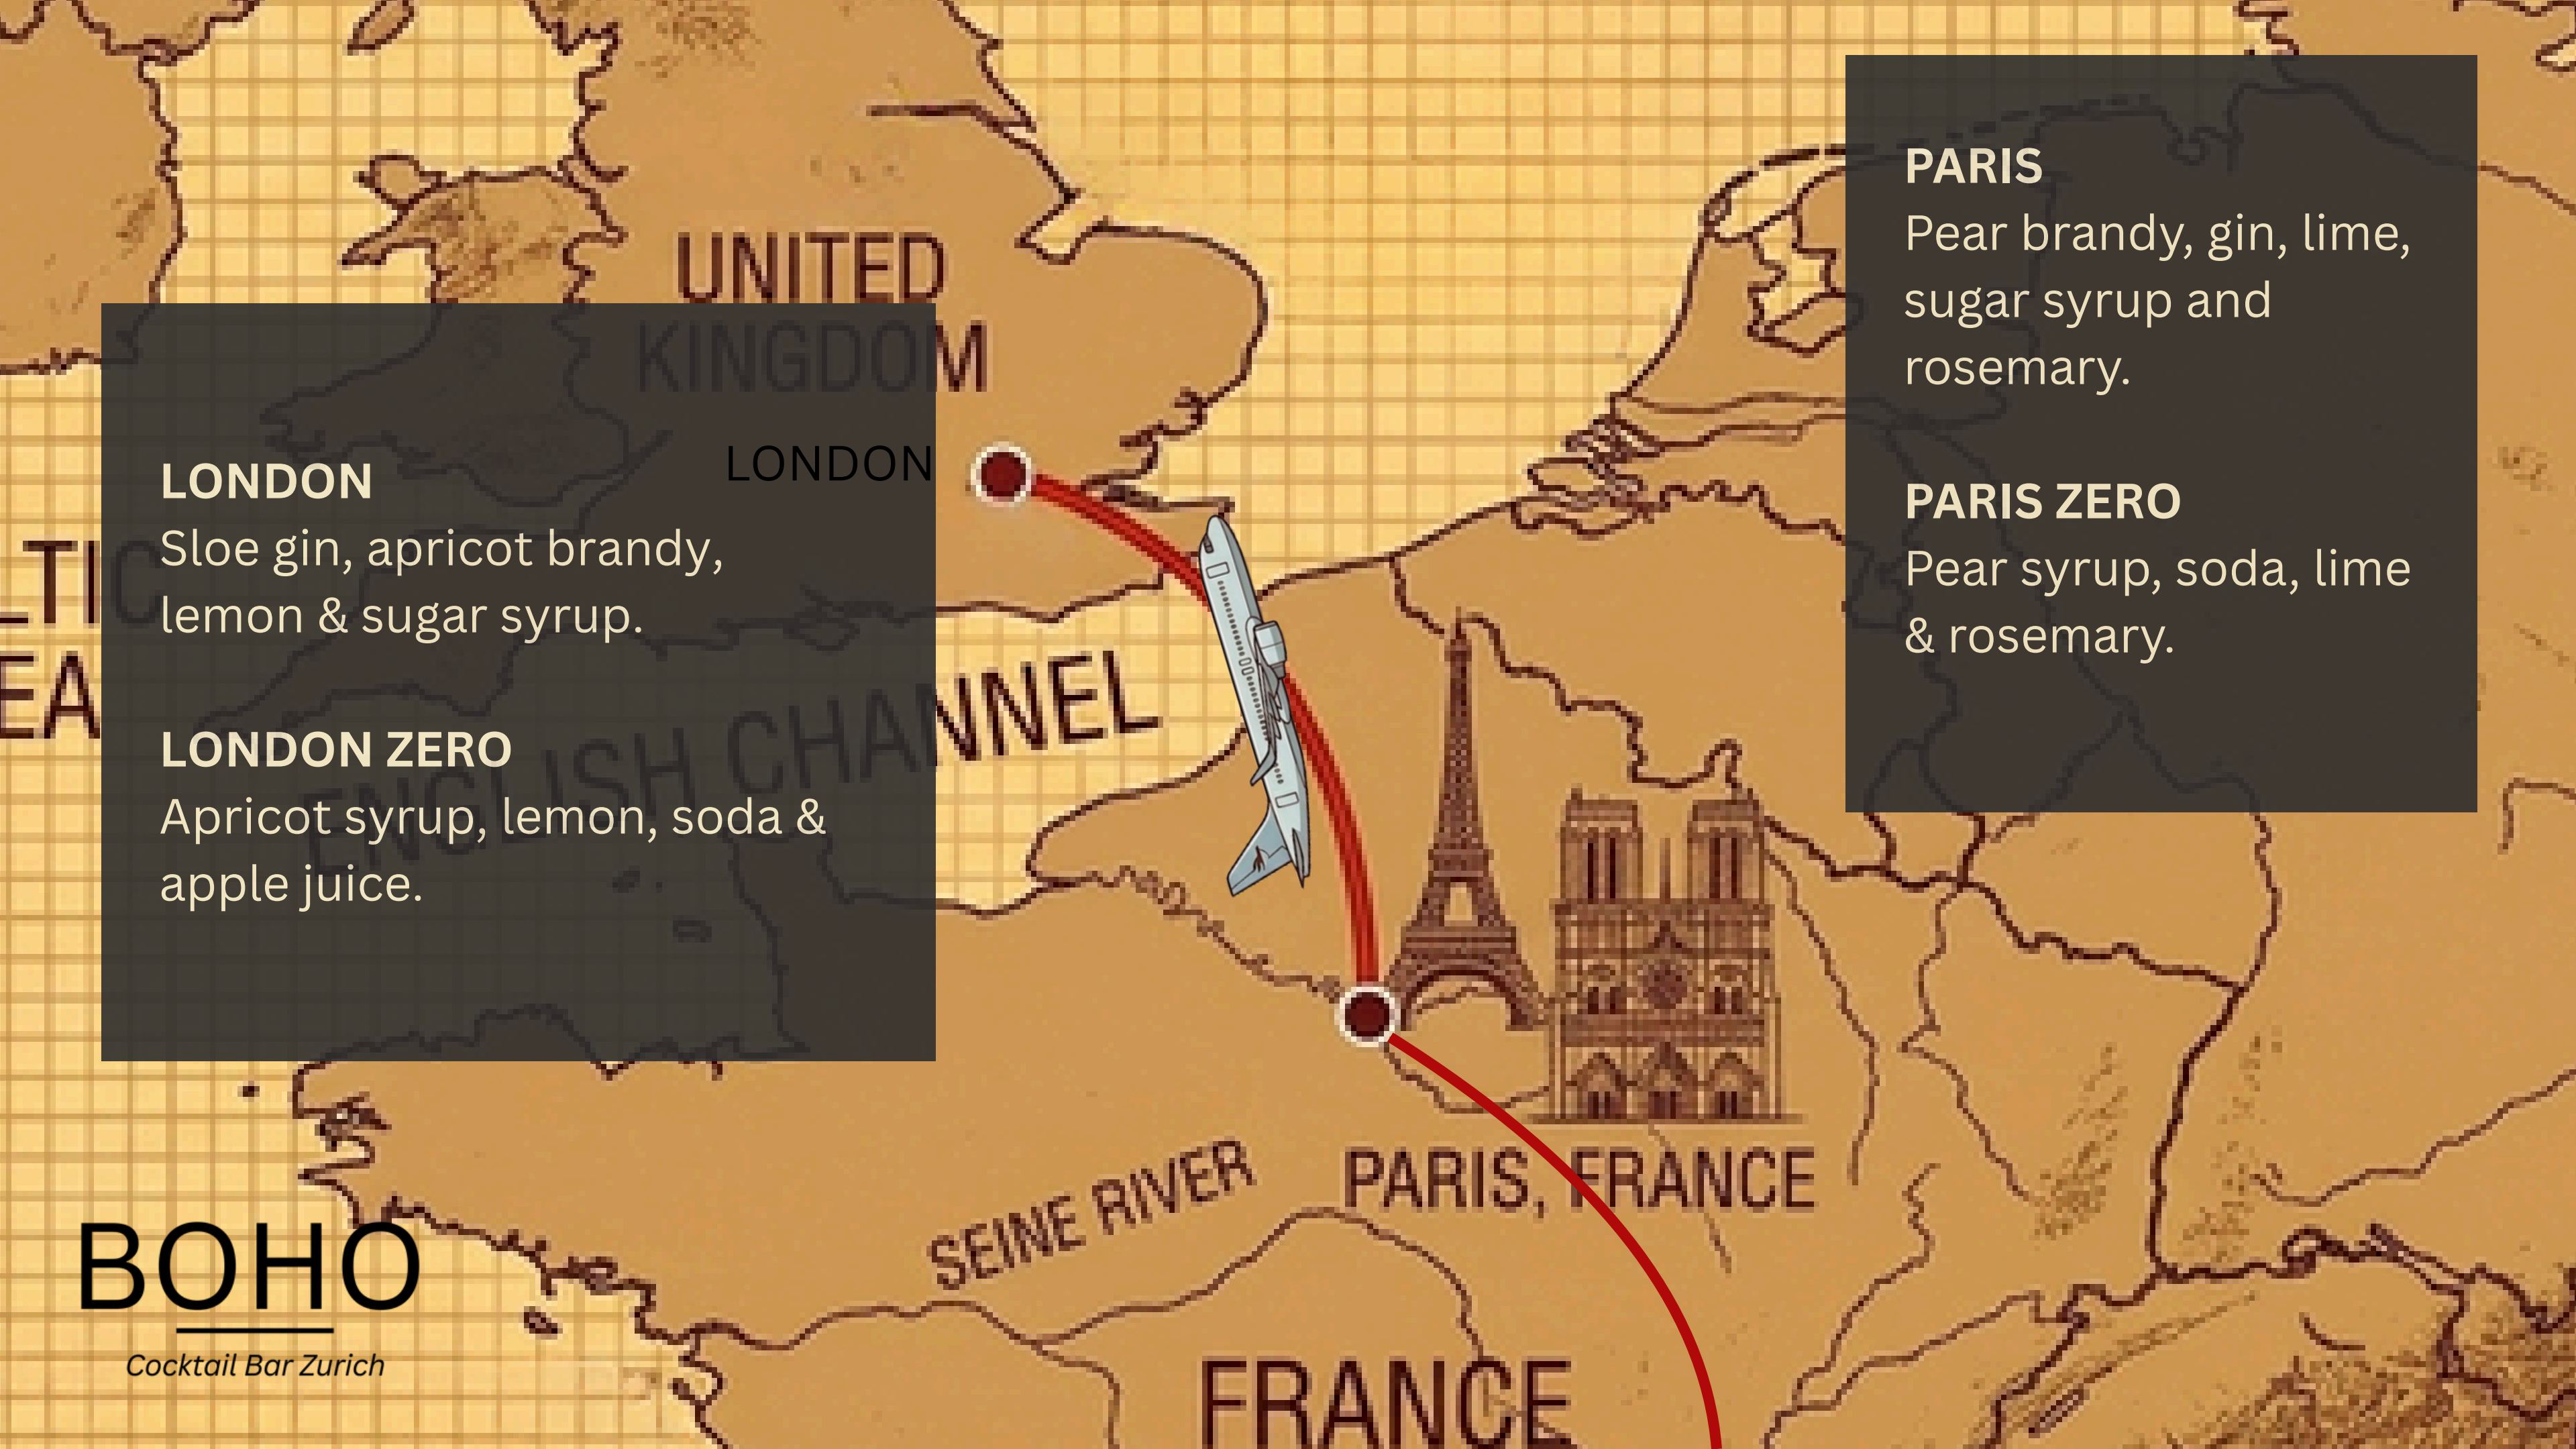 UNITED
KINGDOM
LONDON
LONDON
Sloe gin, apricot brandy,
lemon & sugar syrup.
LONDON ZERO
Apricot syrup, lemon, soda &
apple juice.
LTIC
EA
ENGLISH CHANNEL
PARIS
Pear brandy, gin, lime,
sugar syrup and
rosemary.
PARIS ZERO
Pear syrup, soda, lime
& rosemary.
PARIS, FRANCE
SEINE RIVER
FRANCE
BOHO
Cocktail Bar Zurich